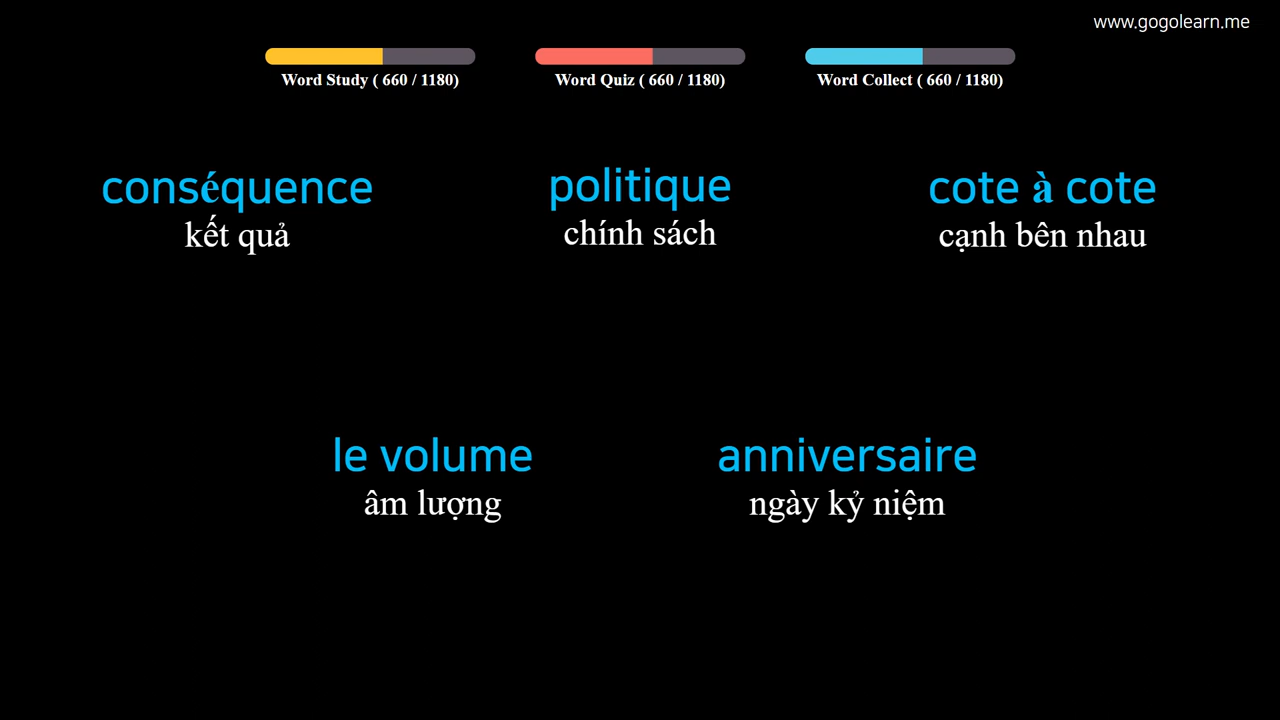 www.gogolearn.me
Word Study ( 660 / 1180)
Word Quiz ( 660 / 1180)
Word Collect ( 660 / 1180)
conséquence
kết quả
politique
chính sách
cote à cote
cạnh bên nhau
le volume
âm lượng
anniversaire
ngày kỷ niệm